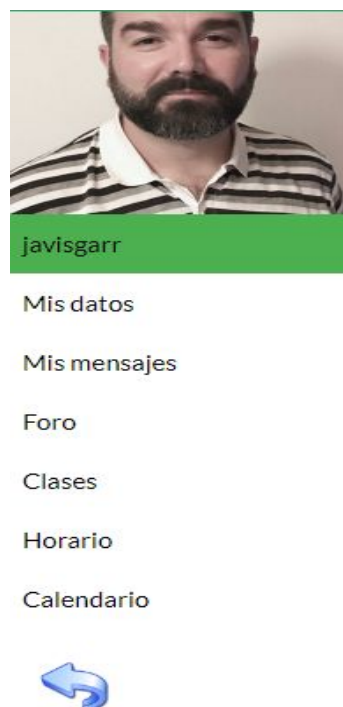 javisgarr
Mis datos
Mis mensajes
Foro
Clases
Horario
Calendario